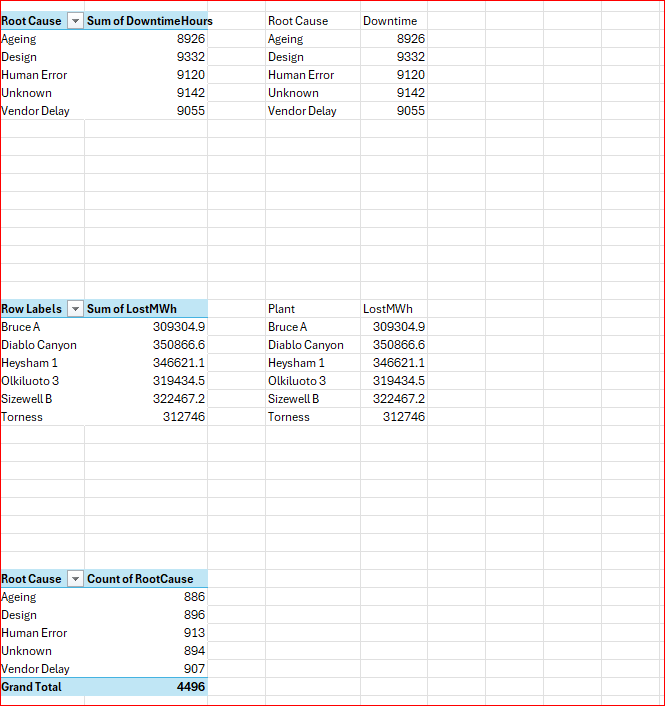 Root Cause Sum of DowntimeHours Root Cause Downtime
Ageing 8926 Ageing 8926
Design 9332 Design 9332
Human Error 9120 Human Error 9120
Unknown 9142 Unknown 9142
Vendor Delay 9055 Vendor Delay 9055
Row Labels Sum of LostMWh Plant LostMWh
Bruce A 309304.9 Bruce A 309304.9
Diablo Canyon 350866.6 Diablo Canyon 350866.6
Heysham 1 346621.1 Heysham 1 346621.1
Olkiluoto 3 319434.5 Olkiluoto 3 319434.5
Sizewell B 322467.2 Sizewell B 322467.2
Torness 312746 Torness 312746
Root Cause Count of RootCause
Ageing 886
Design 896
Human Error 913
Unknown 894
Vendor Delay 907
Grand Total 4496